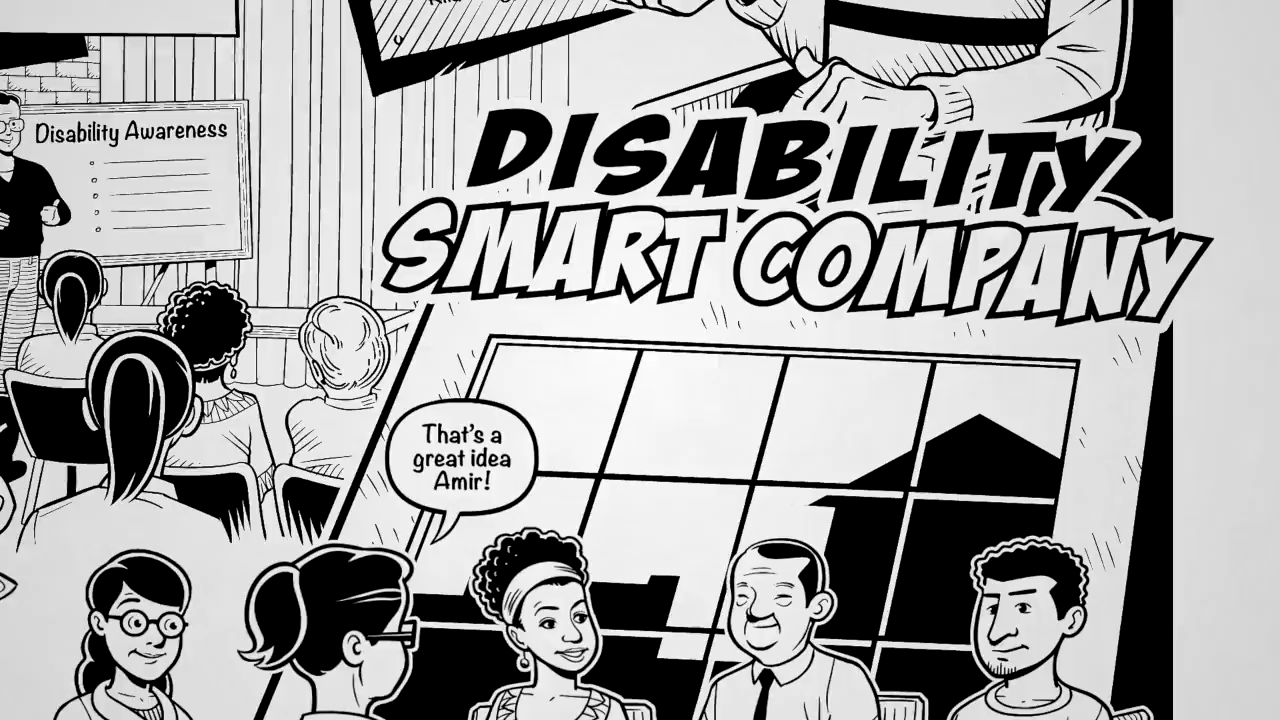 Disability Awareness
DISABILITY
SMART COMPANY
That's a
great idea
Amir!